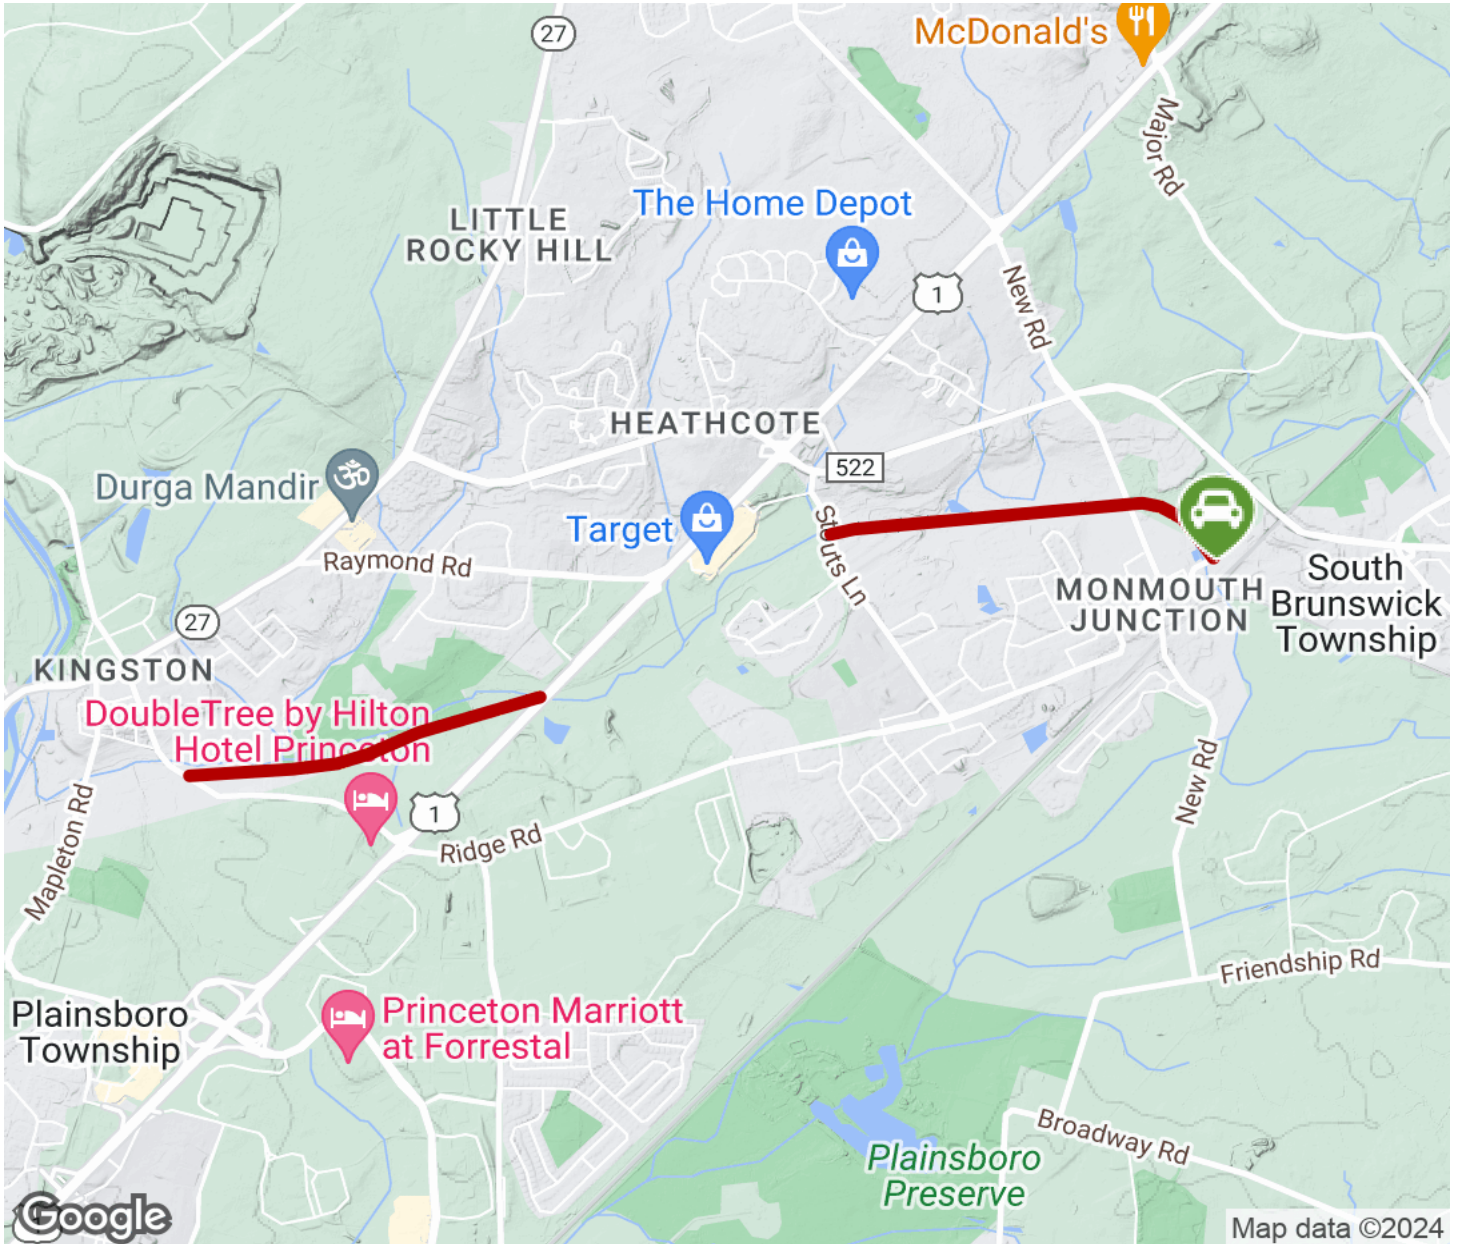 McDonald's
27
Major Rd
The Home Depot
LITTLE
ROCKY HILL
1
New Rd
HEATHCOTE
522
Durga Mandir
Target
Stouts Ln
Raymond Rd
South
Brunswick
Township
MONMOUTH
JUNCTION
27
KINGSTON
DoubleTree by Hilton
Hotel Princeton
1
Ridge Rd
New Rd
Mapleton Rd
Friendship Rd
Plainsboro
Township
Princeton Marriott
at Forrestal
Broadway Rd
Plainsboro
Preserve
Google
Map data ©2024